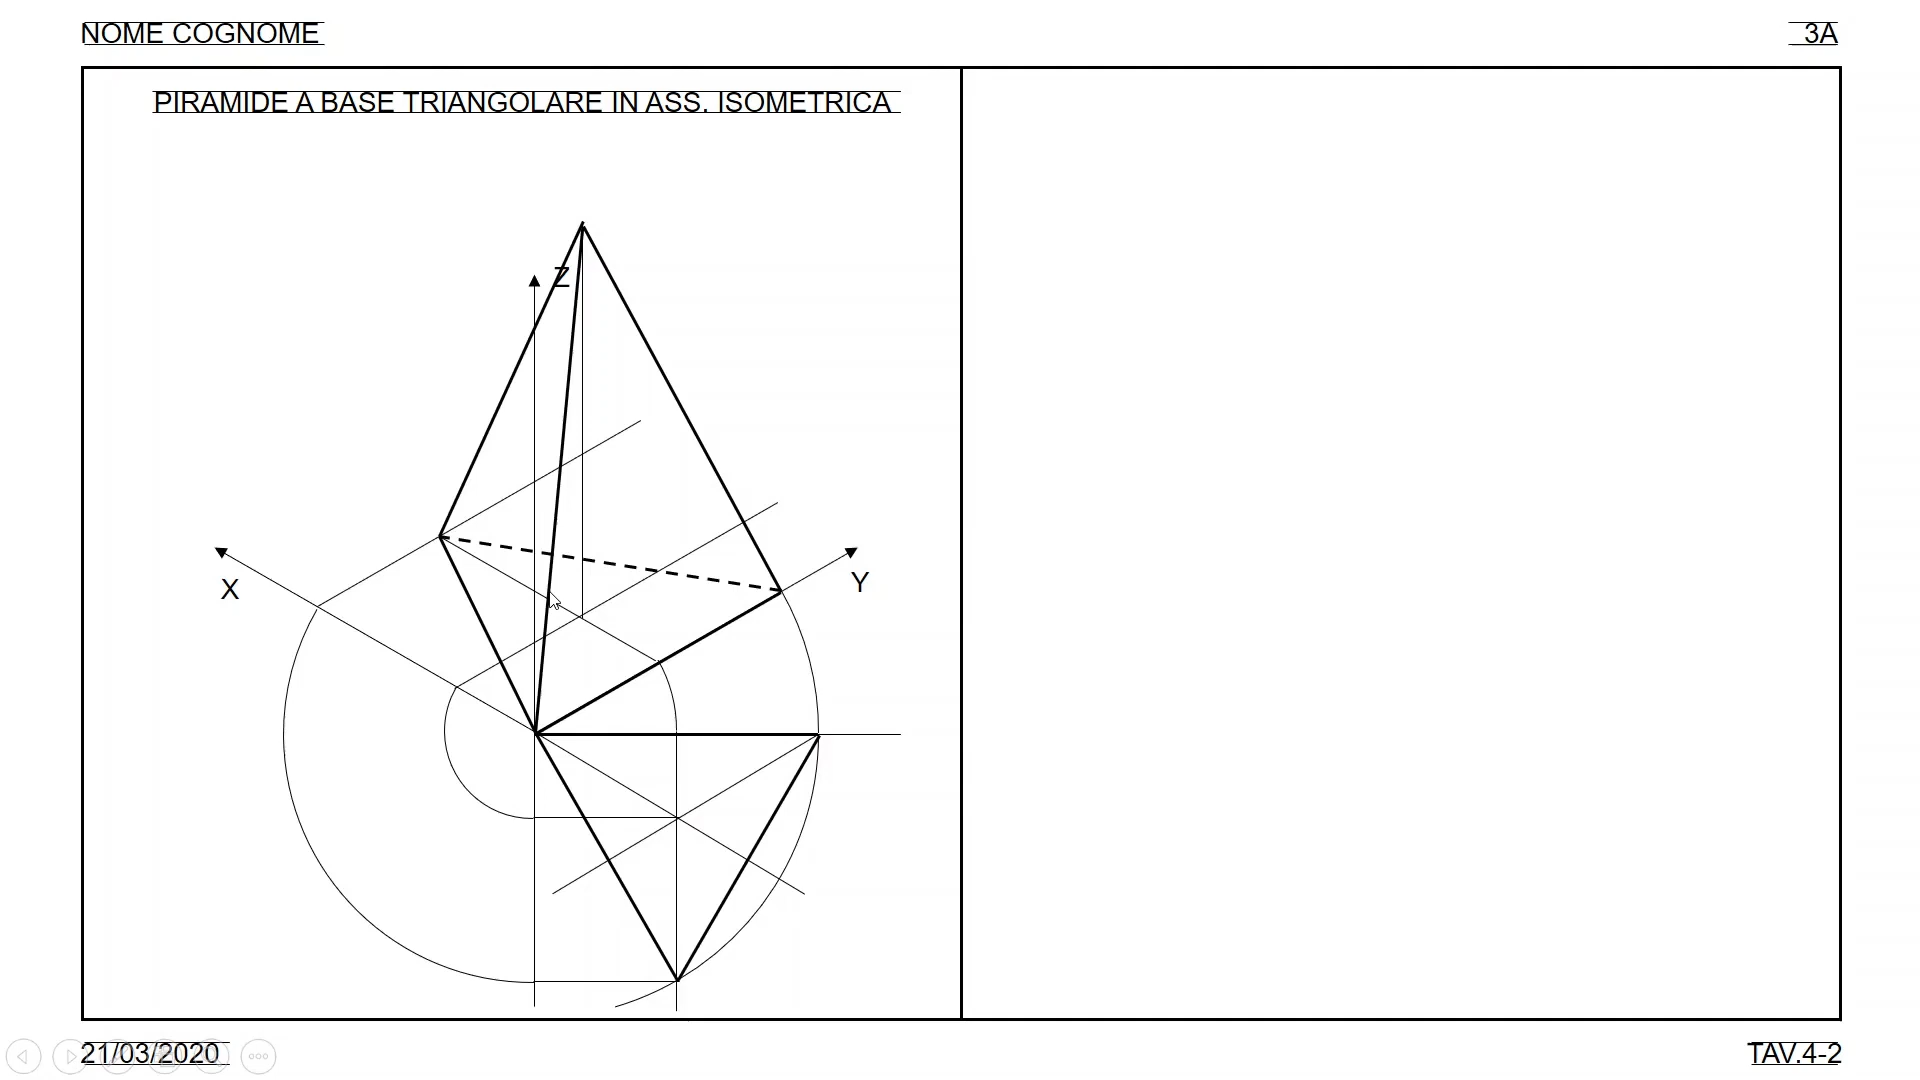 NOME COGNOME
3A
PIRAMIDE A BASE TRIANGOLARE IN ASS. ISOMETRICA
Z
X
Y
21/03/2020
TAV.4-2